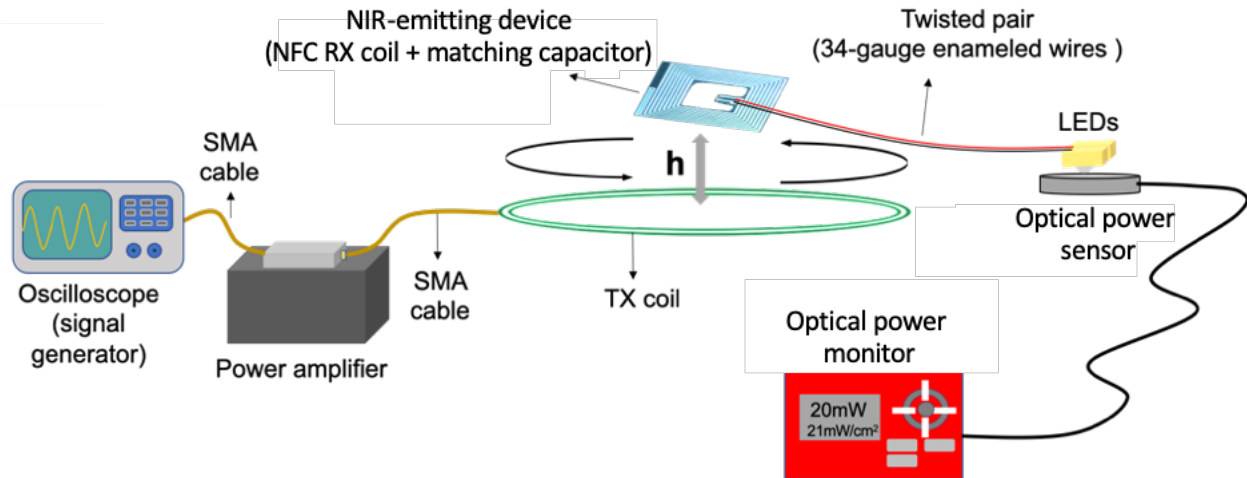 NIR-emitting device
(NFC RX coil + matching capacitor)
Twisted pair
(34-gauge enameled wires )
LEDs
SMA
cable
h
Oscilloscope
(signal
generator)
Power amplifier
SMA
cable
TX coil
Optical power
sensor
Optical power
monitor
20mW
21mW/cm²